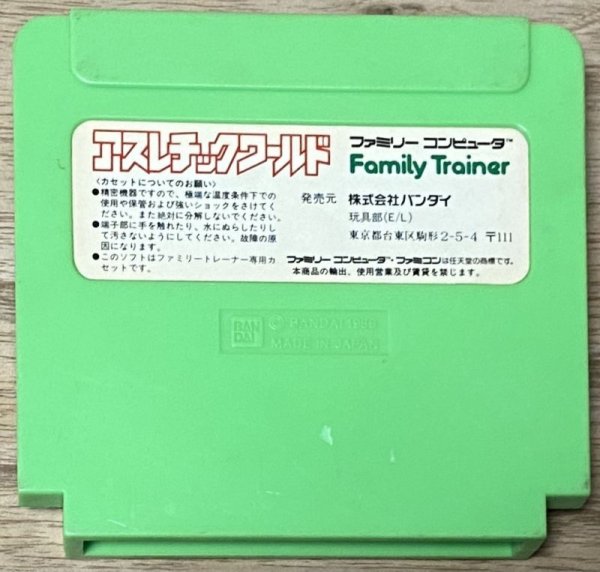 アスレチックワールド
ファミリー コンピュータ™
Family Trainer
〈カセットについてのお願い〉
●精密機器ですので、極端な温度条件下での
使用や保管および強いショックをさけてく
ださい。また絶対に分解しないでください。
●端子部に手を触れたり、水にぬらしたりし
て汚さないようにしてください。故障の原
因になります。
●このソフトはファミリートレーナー専用カ
セットです。
発売元 株式会社バンダイ
玩具部(E/L)
東京都台東区駒形2-5-4 〒111
ファミリー コンピュータ・ファミコンは任天堂の商標です。
本商品の輸出、使用営業及び賃貸を禁じます。
BAN
DAI
© BANDAI 1986
MADE IN JAPAN